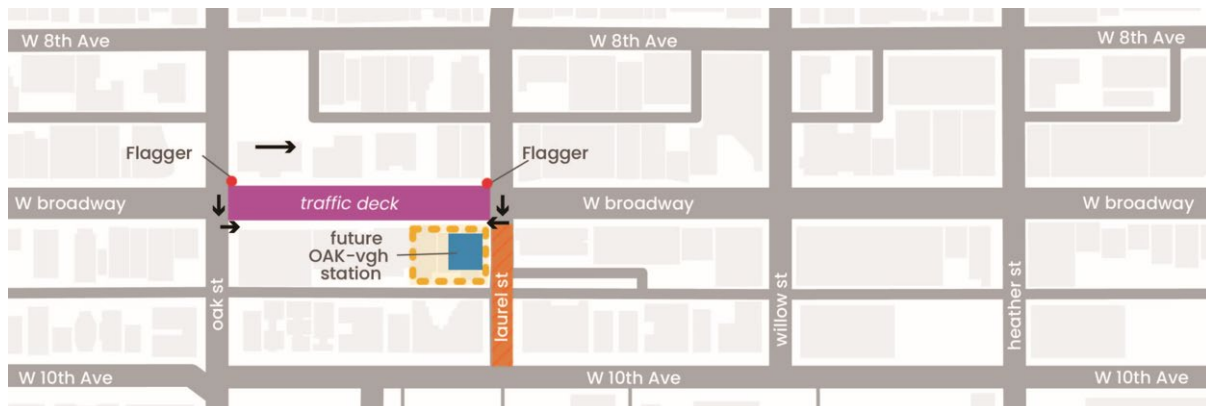 W 8th Ave
W 8th Ave
W 8th Ave
Flagger
Flagger
W broadway
traffic deck
W broadway
W broadway
future
OAK-vgh
station
oak st
laurel st
willow st
heather st
W 10th Ave
W 10th Ave
W 10th Ave